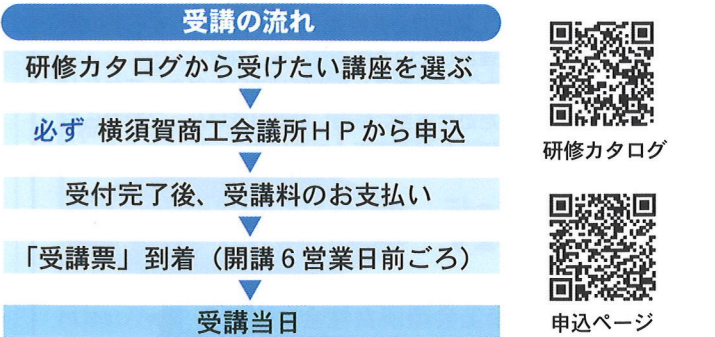 受講の流れ
研修カタログから受けたい講座を選ぶ
必ず 横須賀商工会議所HPから申込
受付完了後、受講料のお支払い
「受講票」到着（開講6営業日前ごろ）
受講当日
研修カタログ
申込ページ